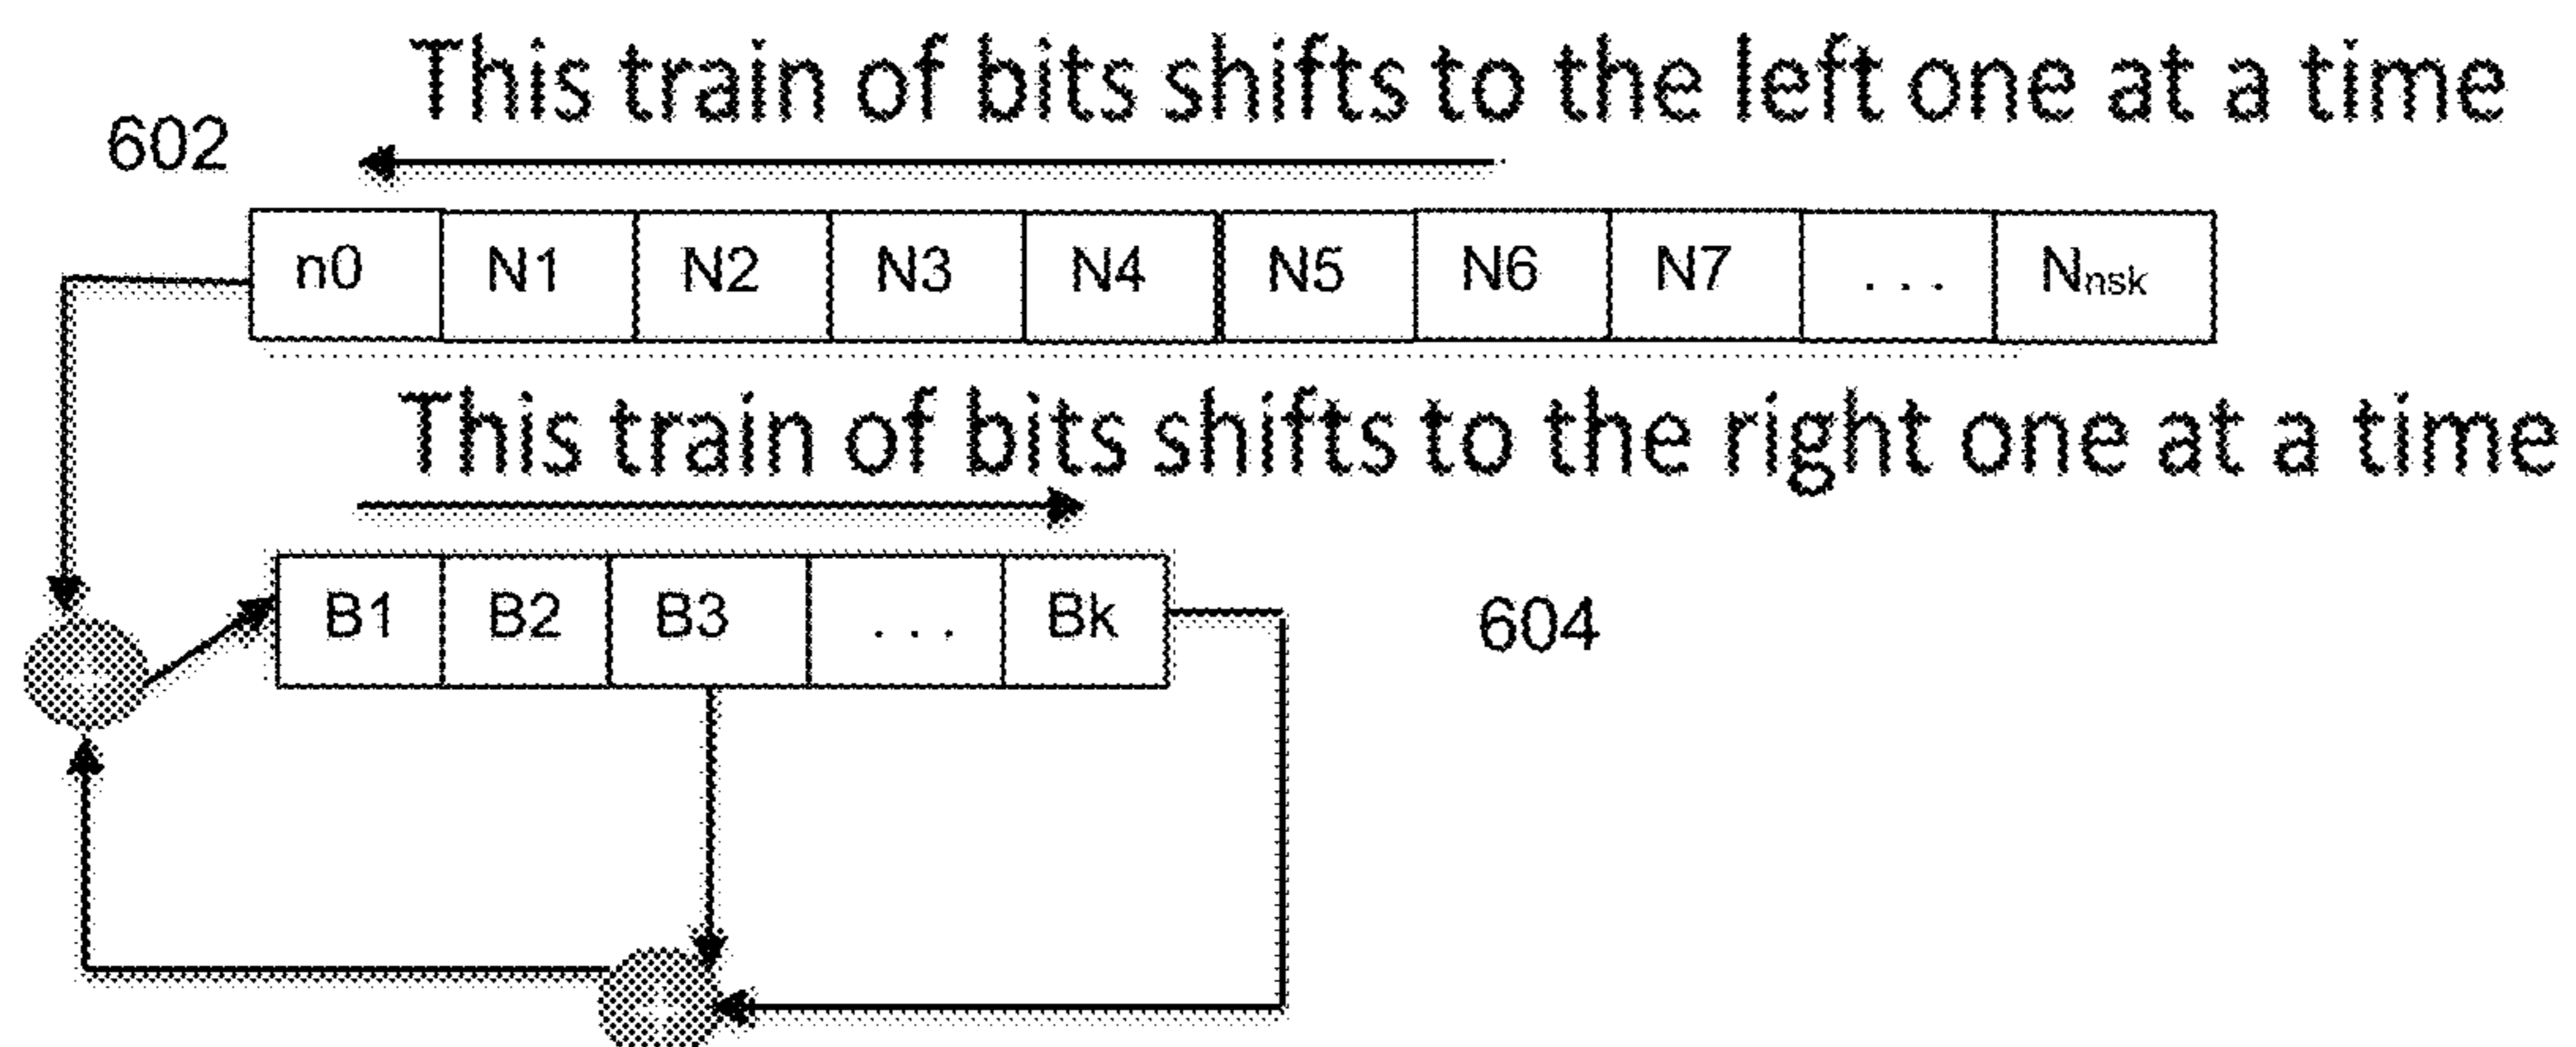 This train of bits shifts to the left one at a time
602
n0 N1 N2 N3 N4 N5 N6 N7 ... Nnsk
This train of bits shifts to the right one at a time
B1 B2 B3 ... Bk
604